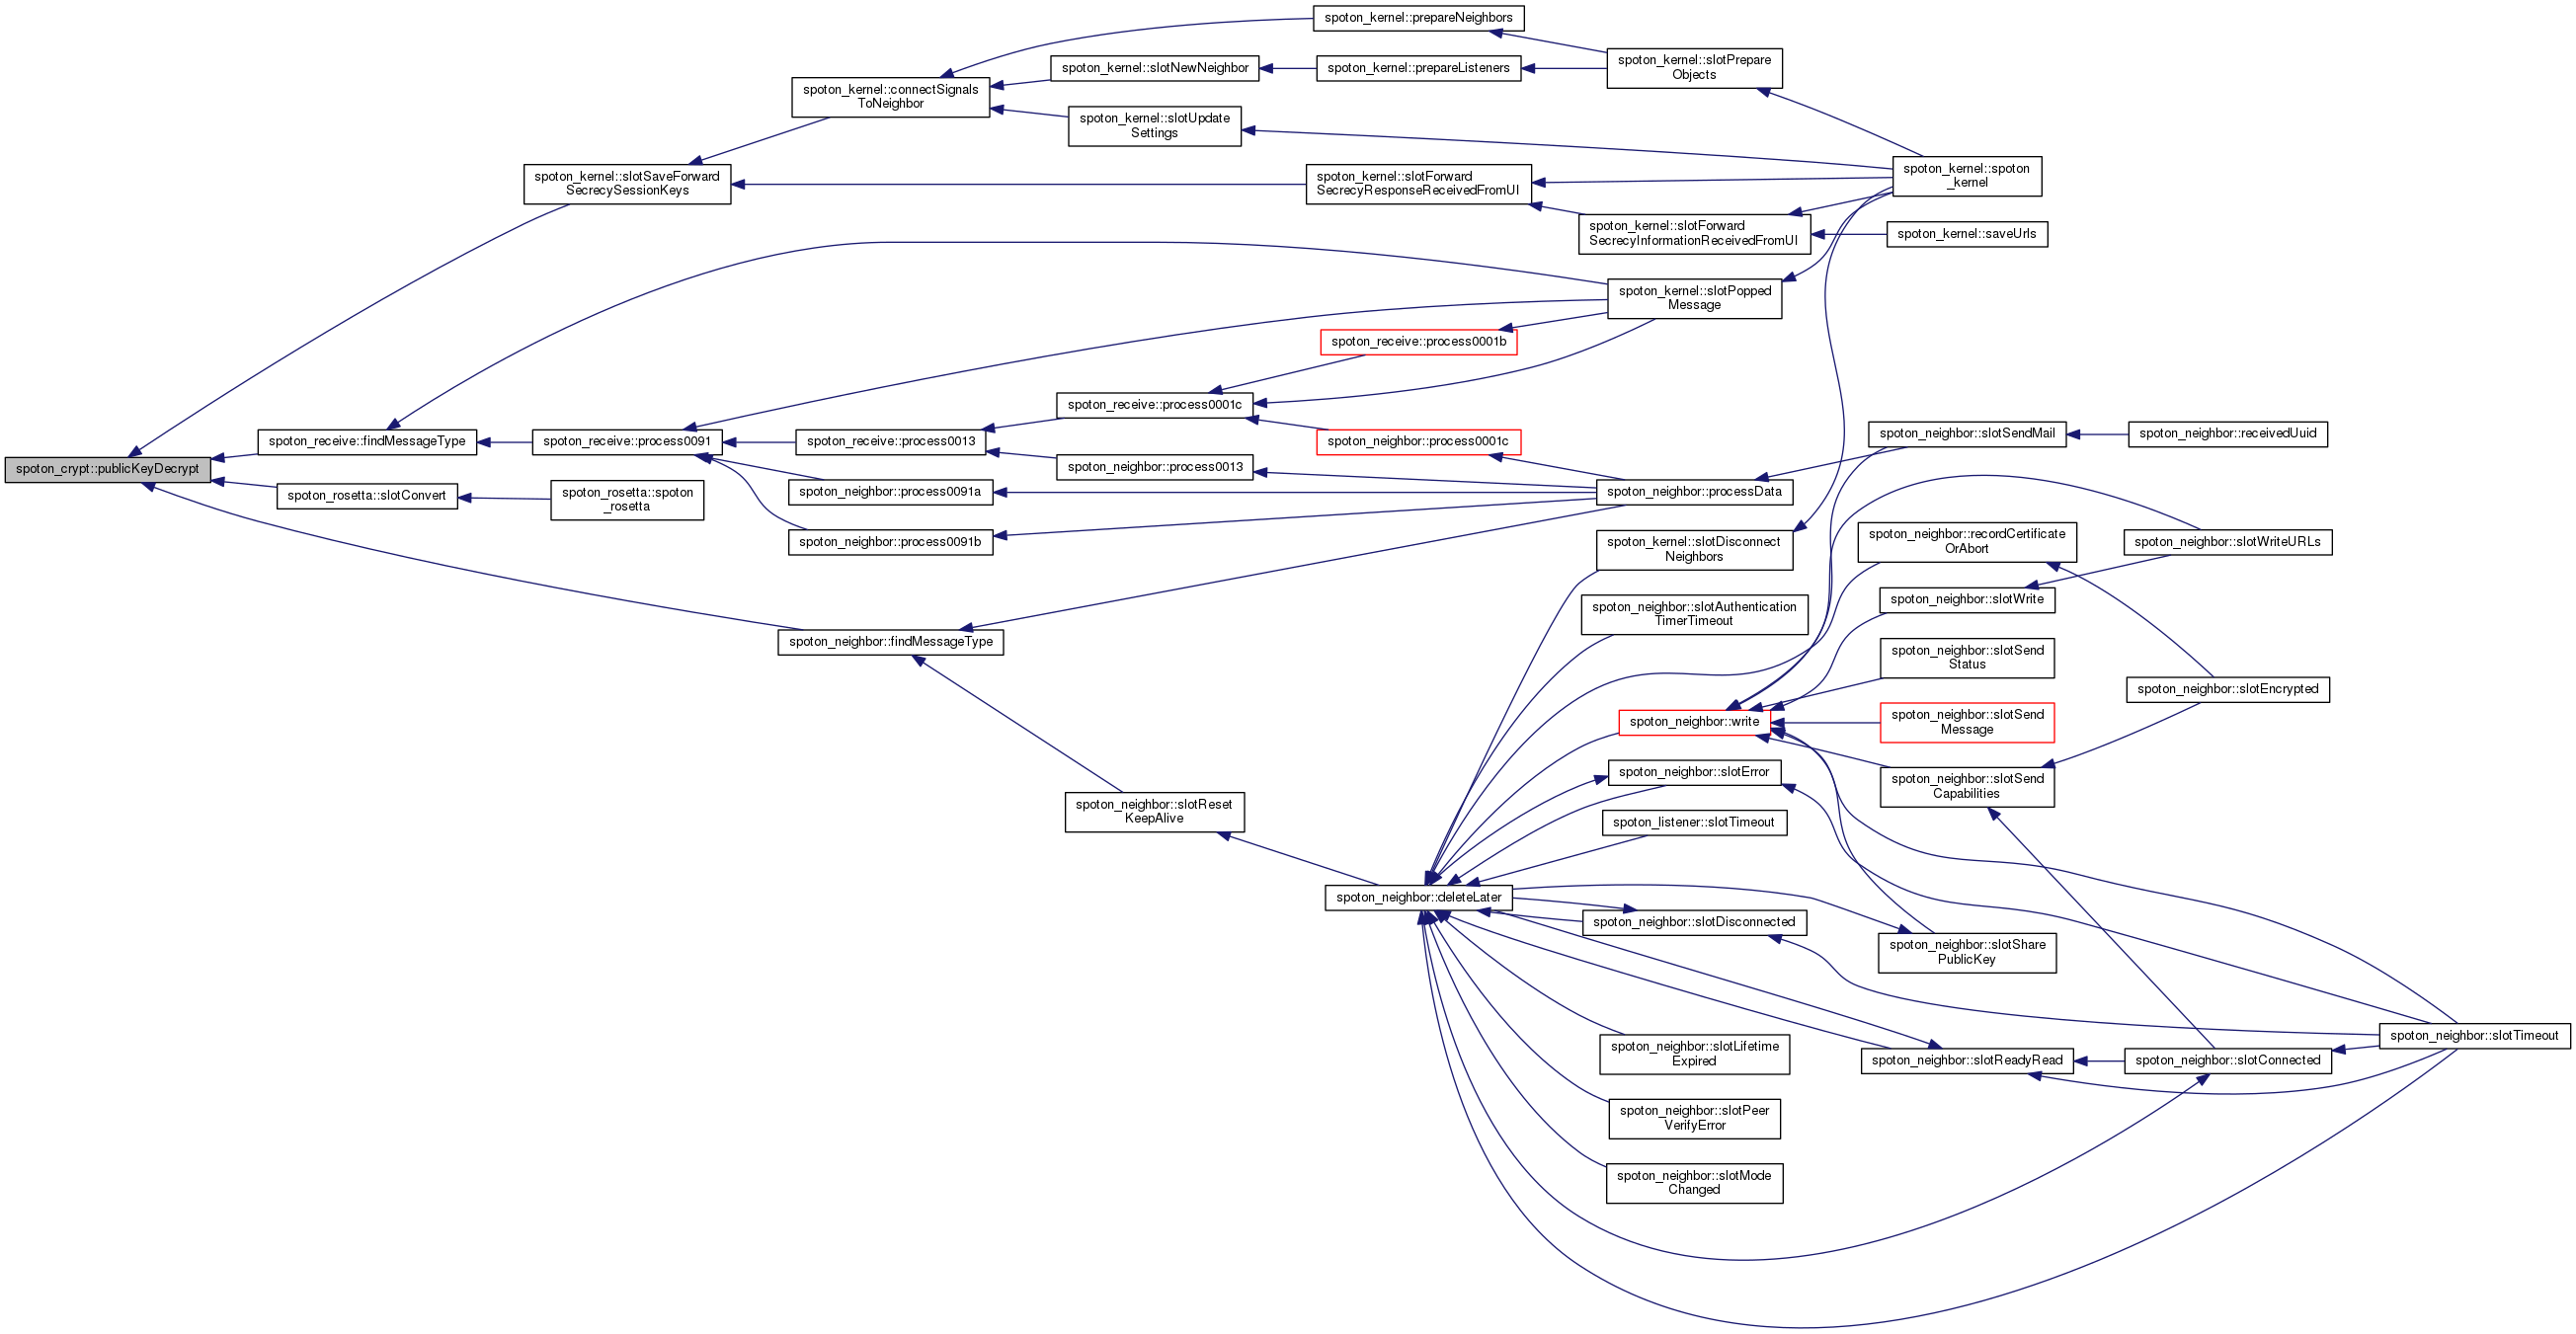 spoton_kernel::prepareNeighbors
spoton_kernel::slotPrepare
Objects
spoton_kernel::slotNewNeighbor
spoton_kernel::prepareListeners
spoton_kernel::connectSignals
ToNeighbor
spoton_kernel::slotUpdate
Settings
spoton_kernel::slotSaveForward
SecrecySessionKeys
spoton_kernel::slotForward
SecrecyResponseReceivedFromUI
spoton_kernel::spoton
_kernel
spoton_kernel::slotForward
SecrecyInformationReceivedFromUI
spoton_kernel::saveUrls
spoton_kernel::slotPopped
Message
spoton_receive::process0001b
spoton_receive::process0001c
spoton_receive::findMessageType
spoton_receive::process0091
spoton_receive::process0013
spoton_neighbor::process0001c
spoton_neighbor::slotSendMail
spoton_neighbor::receivedUuid
spoton_crypt::publicKeyDecrypt
spoton_neighbor::process0013
spoton_rosetta::slotConvert
spoton_rosetta::spoton
_rosetta
spoton_neighbor::process0091a
spoton_neighbor::processData
spoton_neighbor::process0091b
spoton_kernel::slotDisconnect
Neighbors
spoton_neighbor::recordCertificate
OrAbort
spoton_neighbor::slotWriteURLs
spoton_neighbor::slotAuthentication
TimerTimeout
spoton_neighbor::slotWrite
spoton_neighbor::findMessageType
spoton_neighbor::slotSend
Status
spoton_neighbor::slotEncrypted
spoton_neighbor::write
spoton_neighbor::slotSend
Message
spoton_neighbor::slotError
spoton_neighbor::slotSend
Capabilities
spoton_neighbor::slotReset
KeepAlive
spoton_listener::slotTimeout
spoton_neighbor::deleteLater
spoton_neighbor::slotDisconnected
spoton_neighbor::slotShare
PublicKey
spoton_neighbor::slotLifetime
Expired
spoton_neighbor::slotReadyRead
spoton_neighbor::slotConnected
spoton_neighbor::slotTimeout
spoton_neighbor::slotPeer
VerifyError
spoton_neighbor::slotMode
Changed